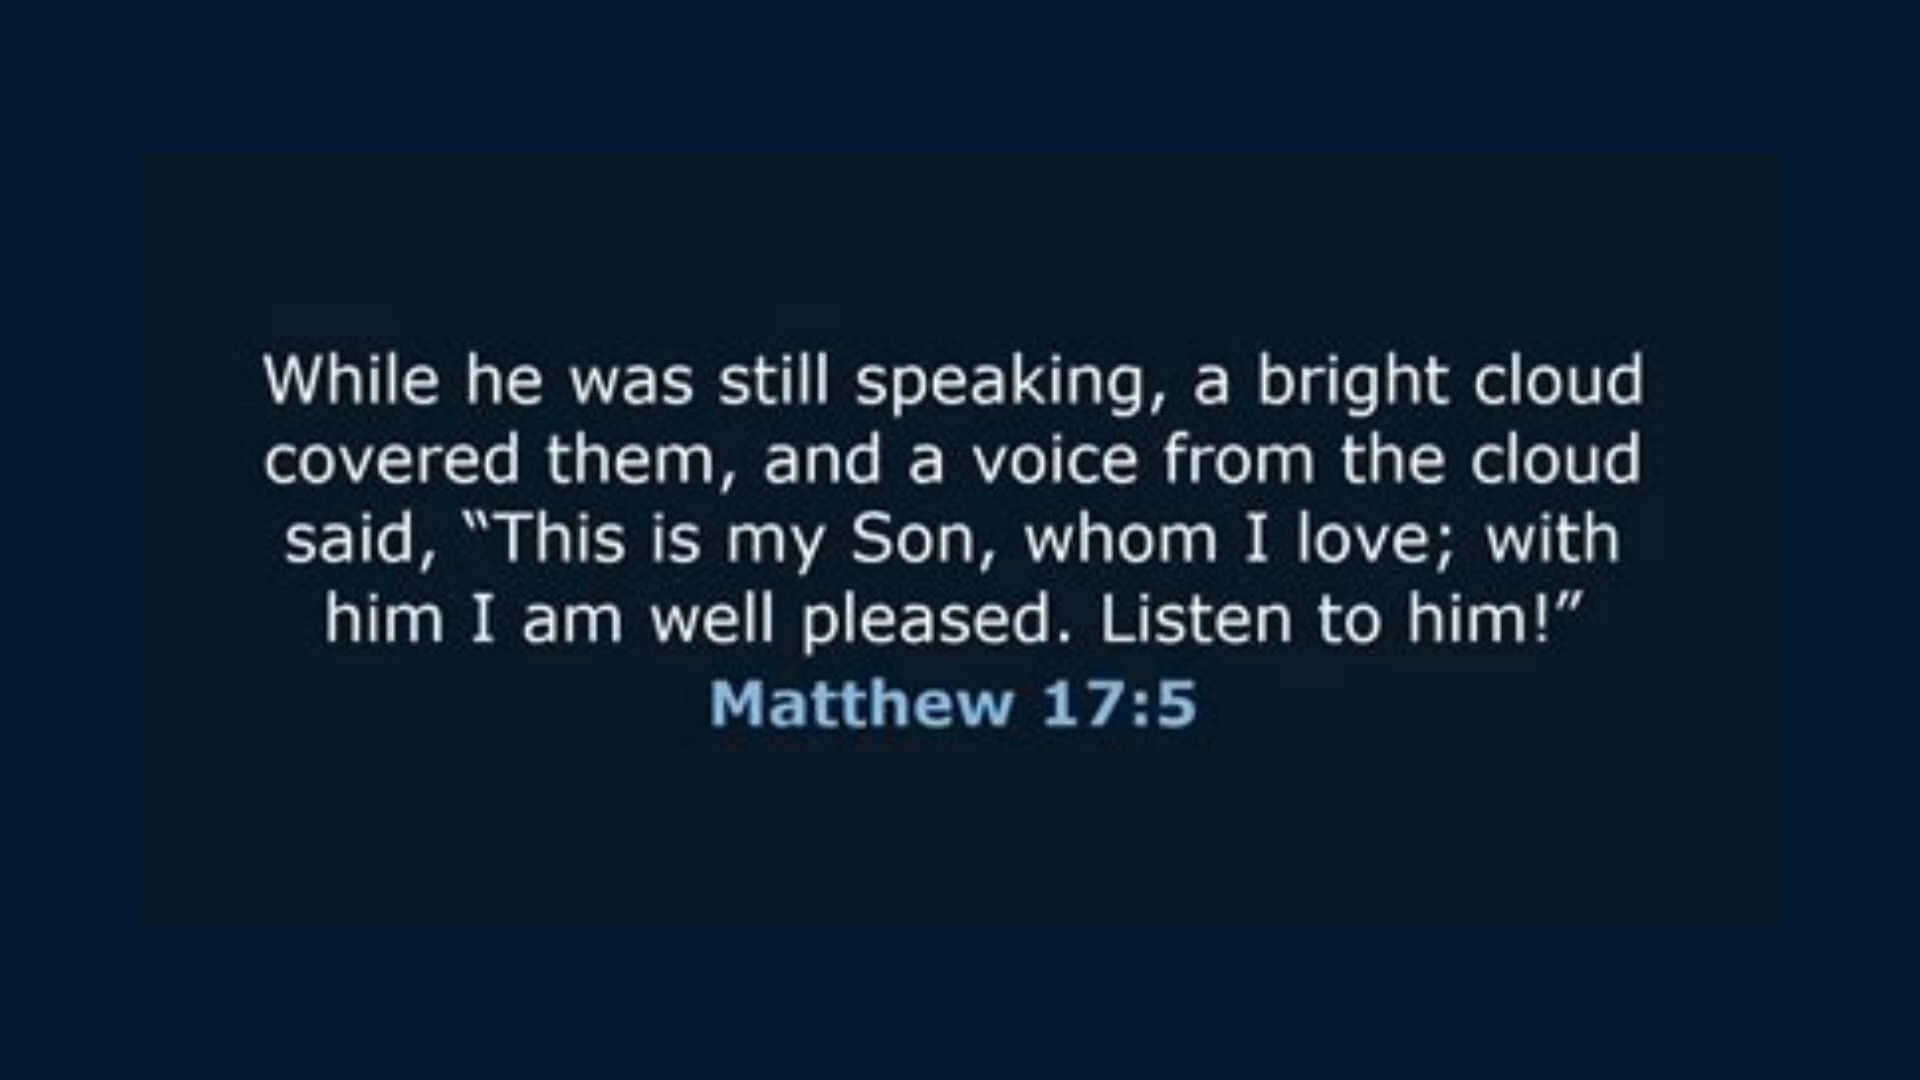 While he was still speaking, a bright cloud
covered them, and a voice from the cloud
said, “This is my Son, whom I love; with
him I am well pleased. Listen to him!”
Matthew 17:5